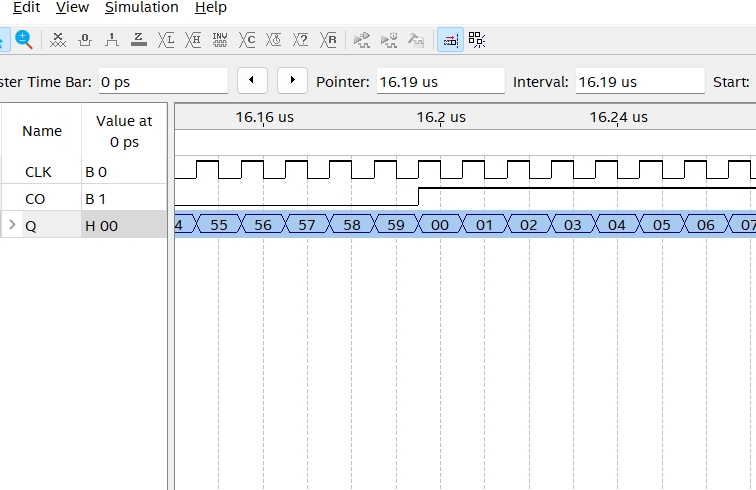 Edit View Simulation Help
ster Time Bar: 0 ps Pointer: 16.19 us Interval: 16.19 us Start:
Name Value at 0 ps 16.16 us 16.2 us 16.24 us
CLK B 0
CO B 1
Q H 00 4 55 56 57 58 59 00 01 02 03 04 05 06 07